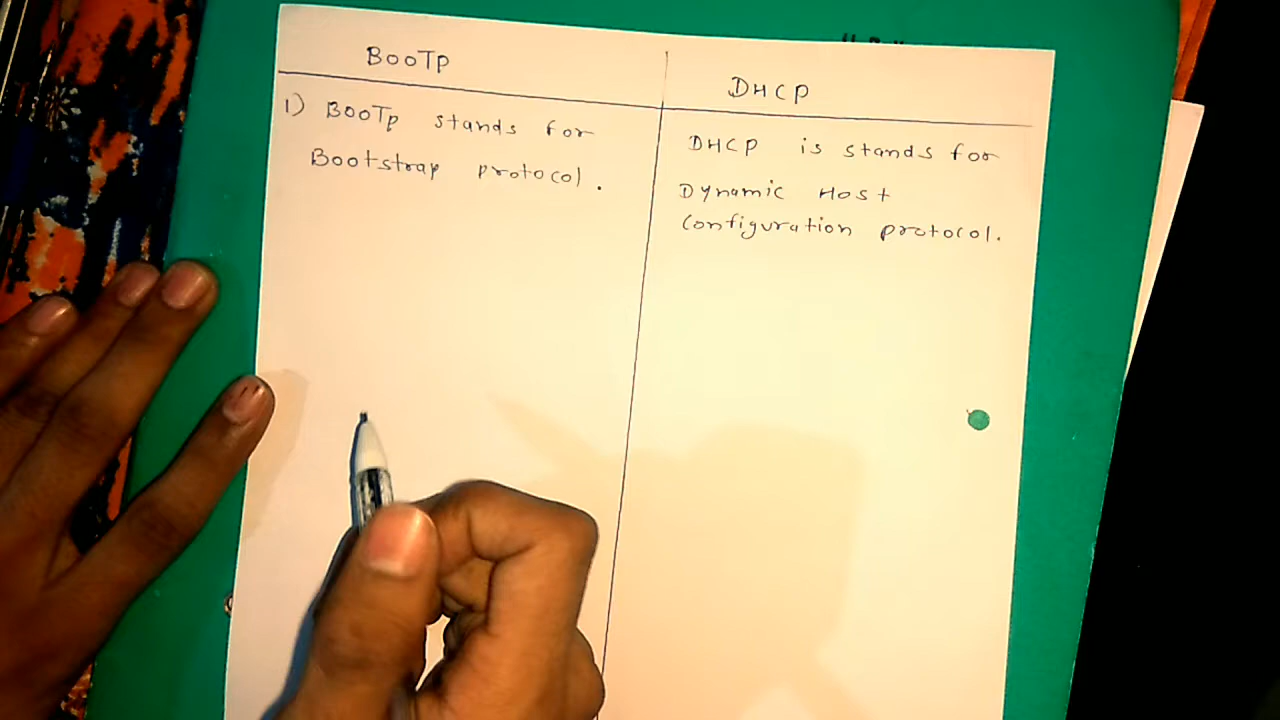 BooTp
DHCP
1) BooTp stands for
Bootstrap protocol.
DHCP is stands for
Dynamic Host
Configuration protocol.